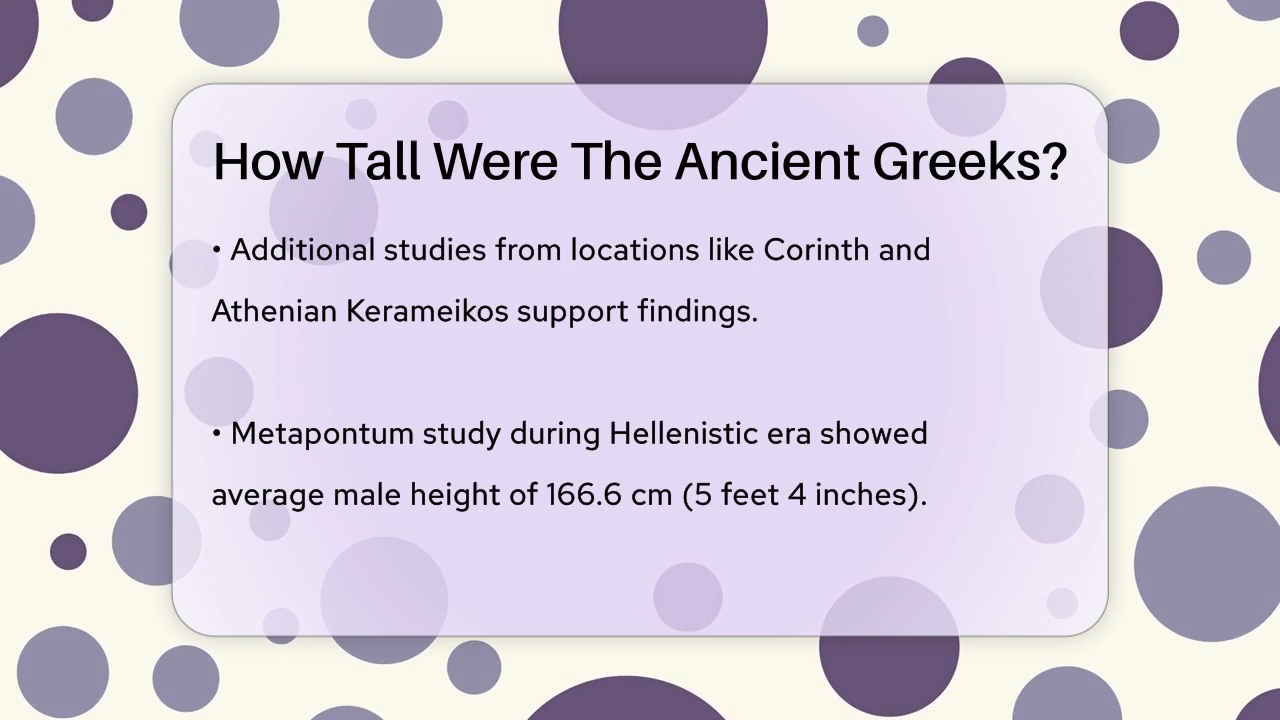 How Tall Were The Ancient Greeks?
• Additional studies from locations like Corinth and
Athenian Kerameikos support findings.
• Metapontum study during Hellenistic era showed
average male height of 166.6 cm (5 feet 4 inches).